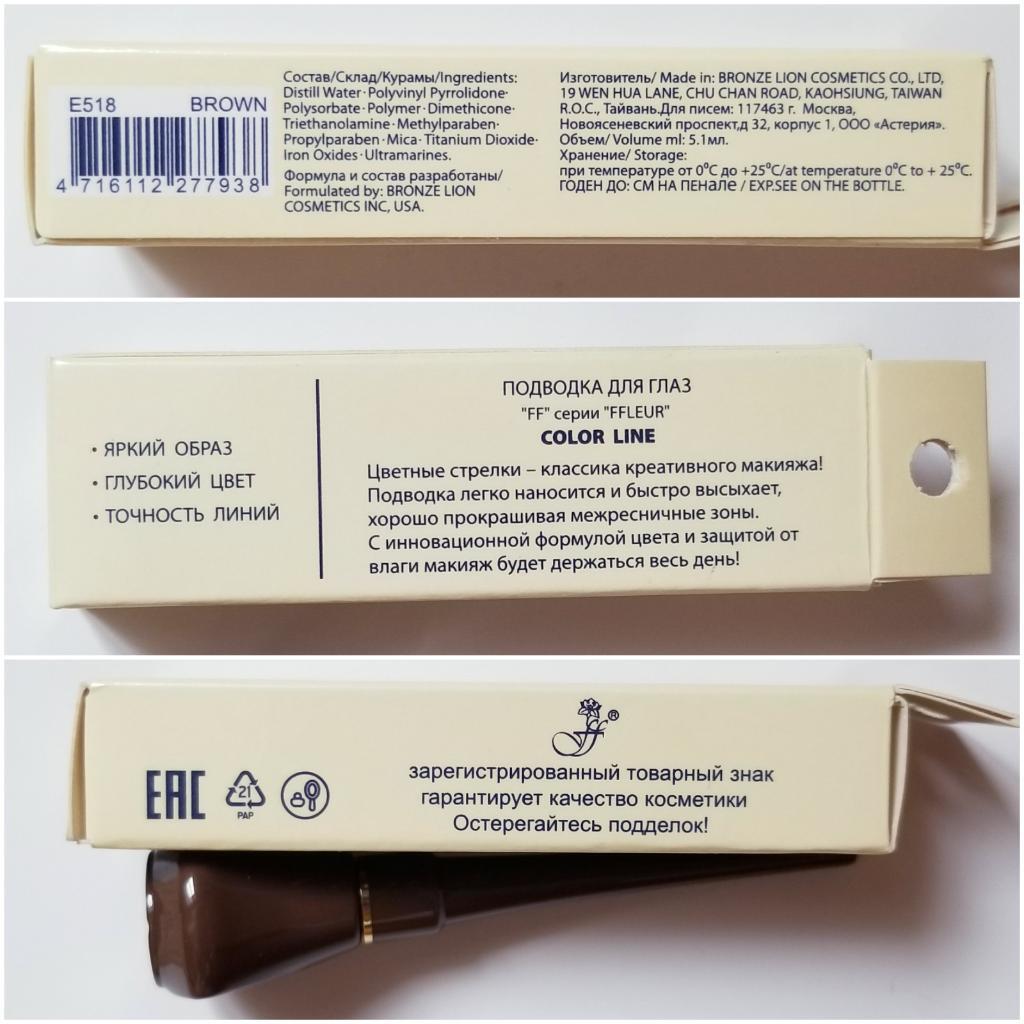 E518 BROWN
4 716112 277938
Состав/Склад/Курамы/Ingredients:
Distill Water · Polyvinyl Pyrrolidone·
Polysorbate · Polymer · Dimethicone·
Triethanolamine · Methylparaben·
Propylparaben · Mica · Titanium Dioxide·
Iron Oxides · Ultramarines.
Формула и состав разработаны/
Formulated by: BRONZE LION
COSMETICS INC, USA.
Изготовитель/ Made in: BRONZE LION COSMETICS CO., LTD,
19 WEN HUA LANE, CHU CHAN ROAD, KAOHSIUNG, TAIWAN
R.O.C., Тайвань.Для писем: 117463 г. Москва,
Новоясеневский проспект,д 32, корпус 1, ООО «Астерия».
Объем/ Volume ml: 5.1мл.
Хранение/ Storage:
при температуре от 0⁰C до +25⁰C/at temperature 0⁰C to + 25⁰C.
ГОДЕН ДО: СМ НА ПЕНАЛЕ / EXP.SEE ON THE BOTTLE.
• ЯРКИЙ ОБРАЗ
• ГЛУБОКИЙ ЦВЕТ
• ТОЧНОСТЬ ЛИНИЙ
ПОДВОДКА ДЛЯ ГЛАЗ
"FF" серии "FFLEUR"
COLOR LINE
Цветные стрелки – классика креативного макияжа!
Подводка легко наносится и быстро высыхает,
хорошо прокрашивая межресничные зоны.
С инновационной формулой цвета и защитой от
влаги макияж будет держаться весь день!
EAC
21
PAP
ff ®
зарегистрированный товарный знак
гарантирует качество косметики
Остерегайтесь подделок!